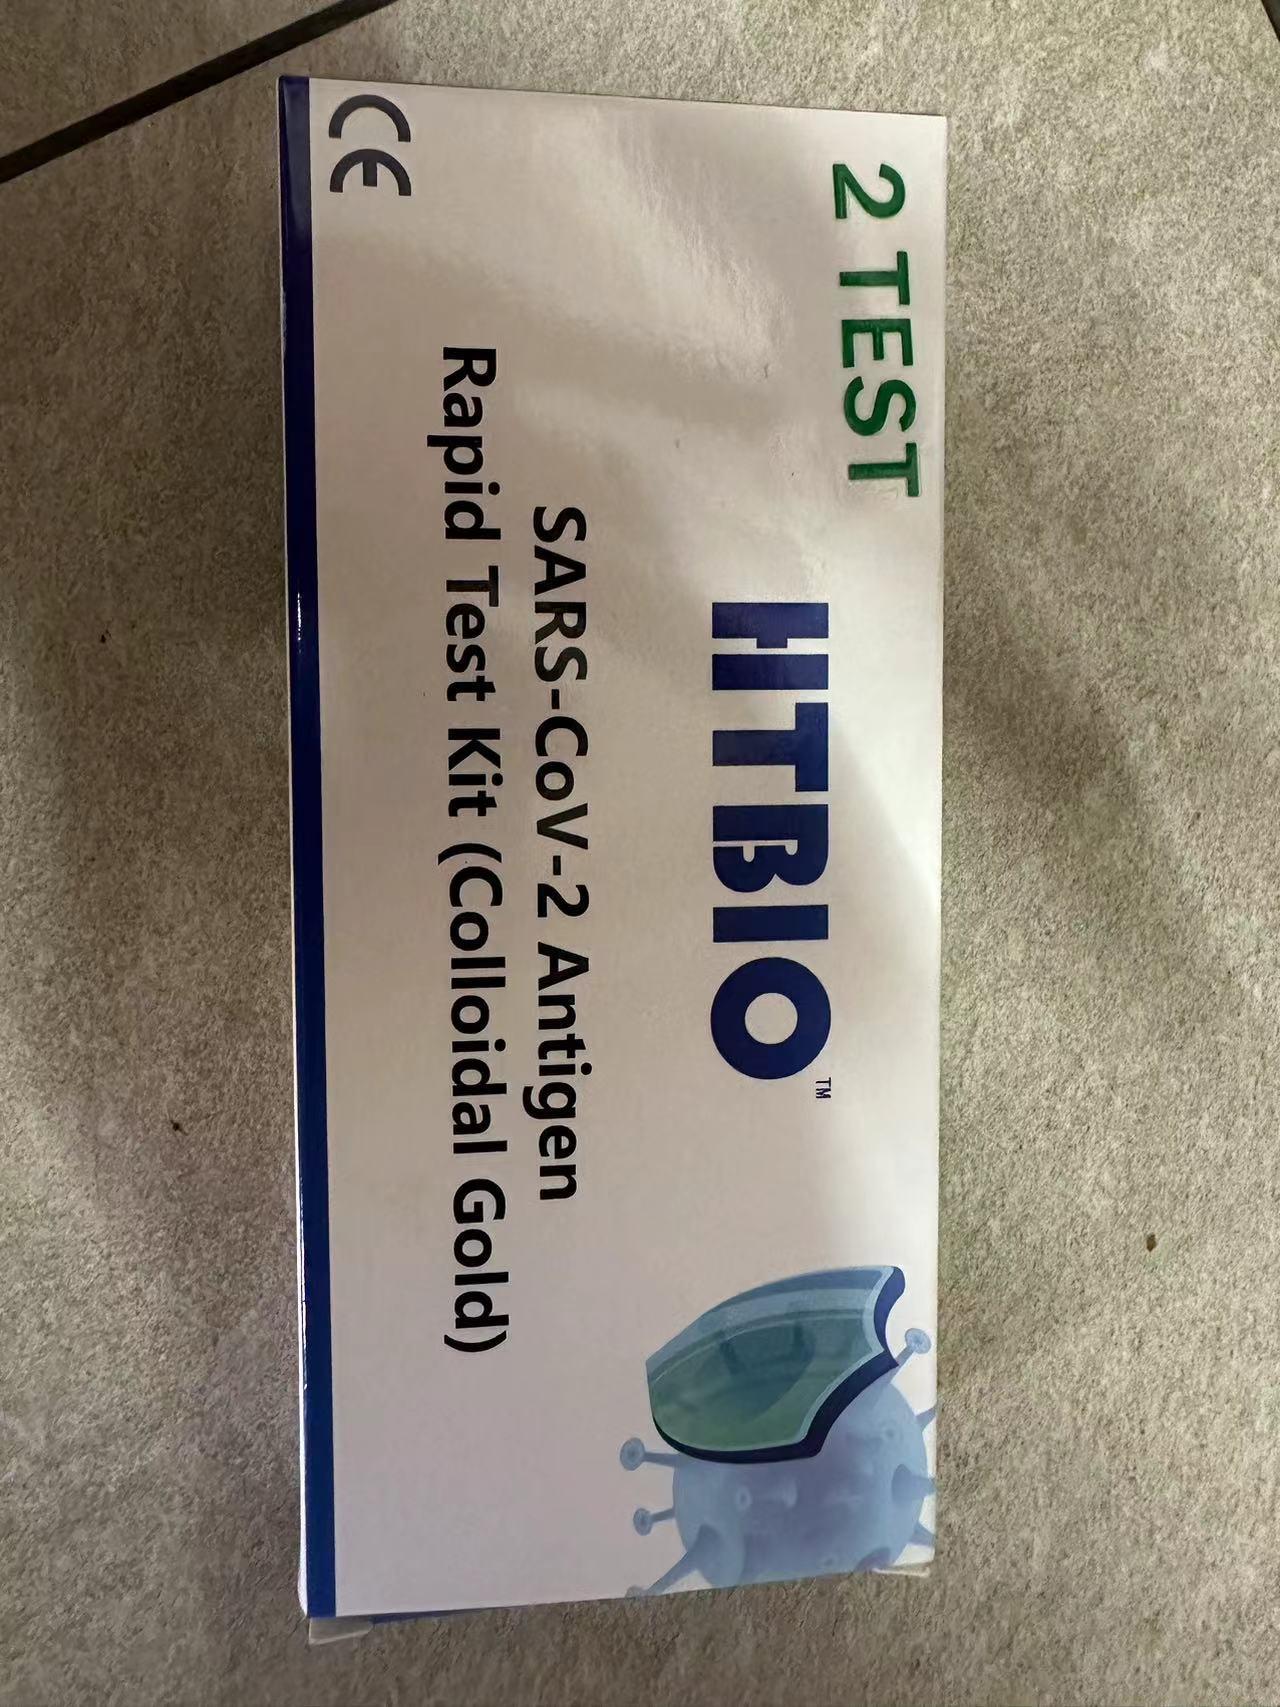 2 TEST
HITBIO™
SARS-CoV-2 Antigen
Rapid Test Kit (Colloidal Gold)
CE